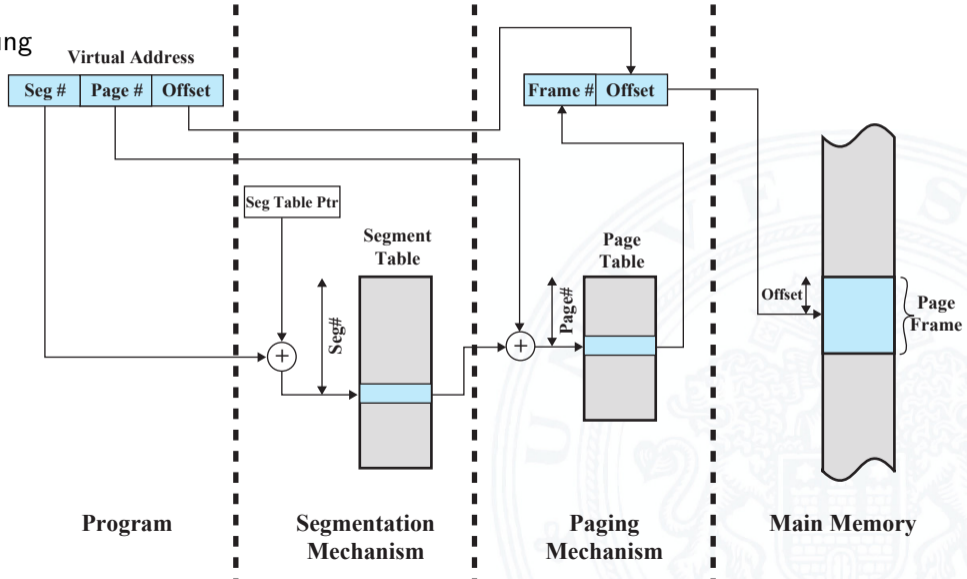 Virtual Address
Seg # Page # Offset
Frame # Offset
Seg Table Ptr
Segment
Table
Seg#
+
Page
Table
Page#
+
Offset
Page
Frame
Program
Segmentation
Mechanism
Paging
Mechanism
Main Memory